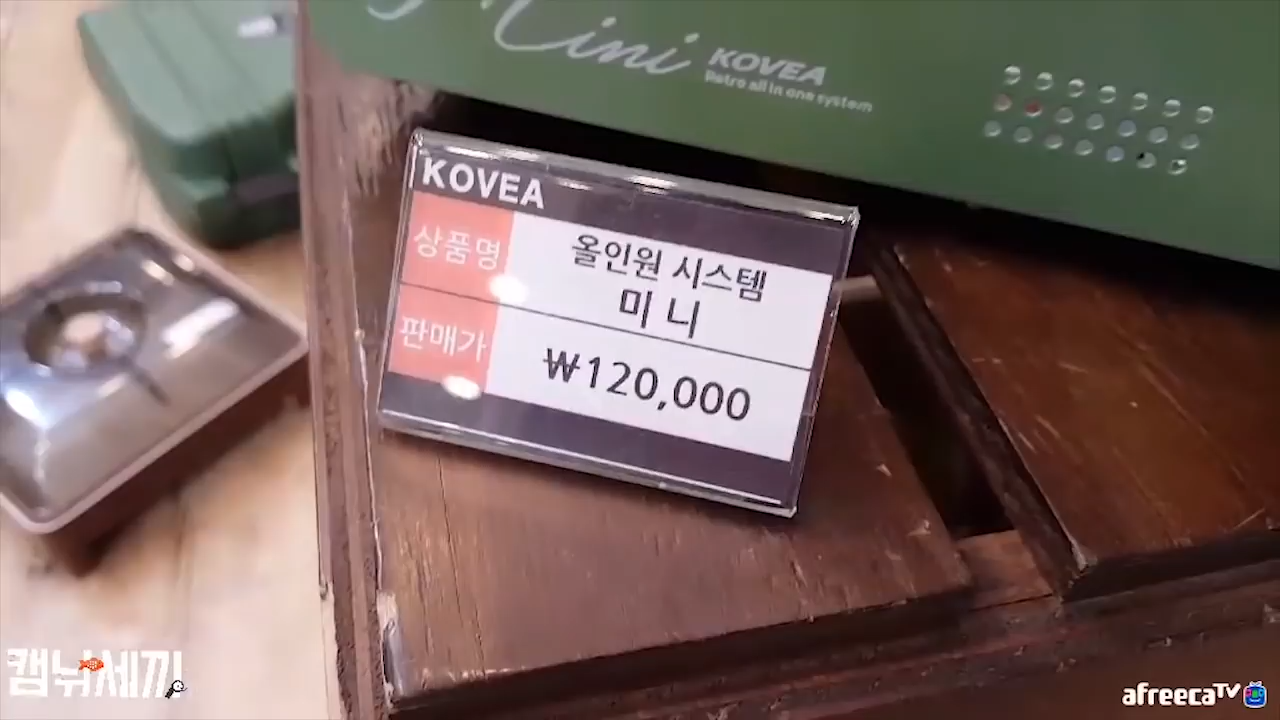 Mini
KOVEA
Retro all in one system
KOVEA
상품명
올인원 시스템
미니
판매가
₩120,000
캠낚세끼!
afreecaTV